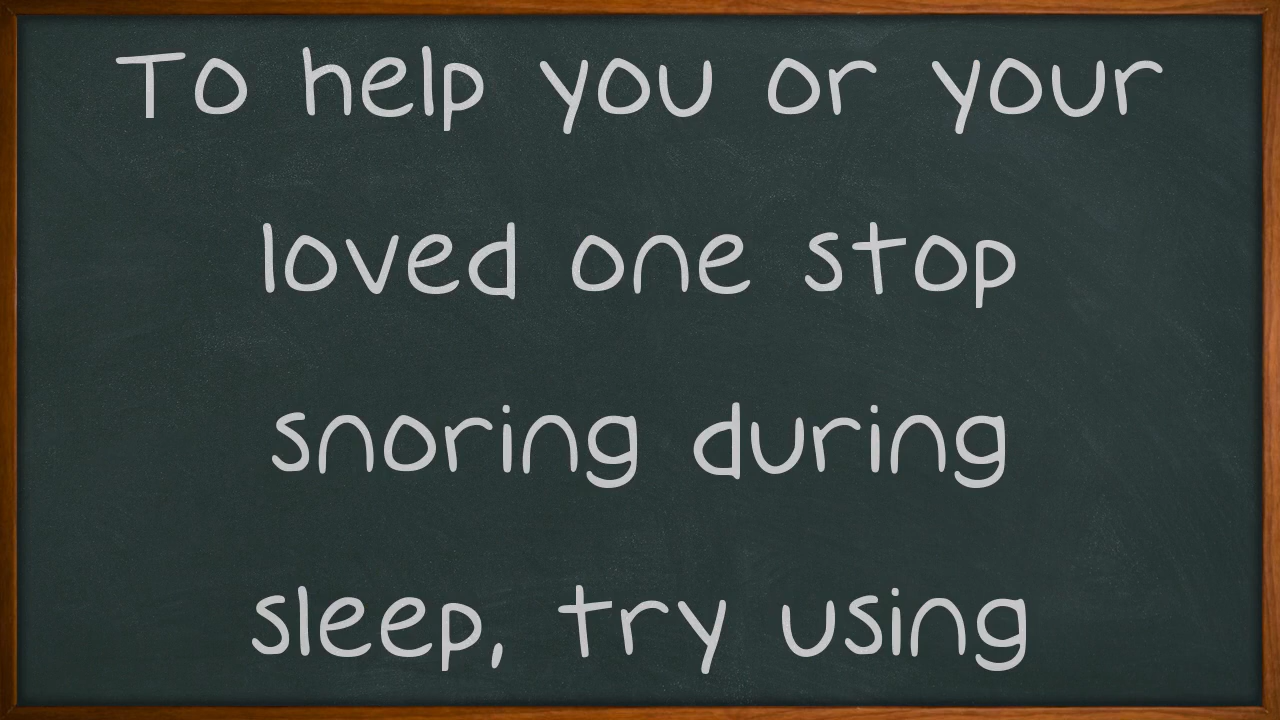 To help you or your
loved one stop
snoring during
sleep, try using